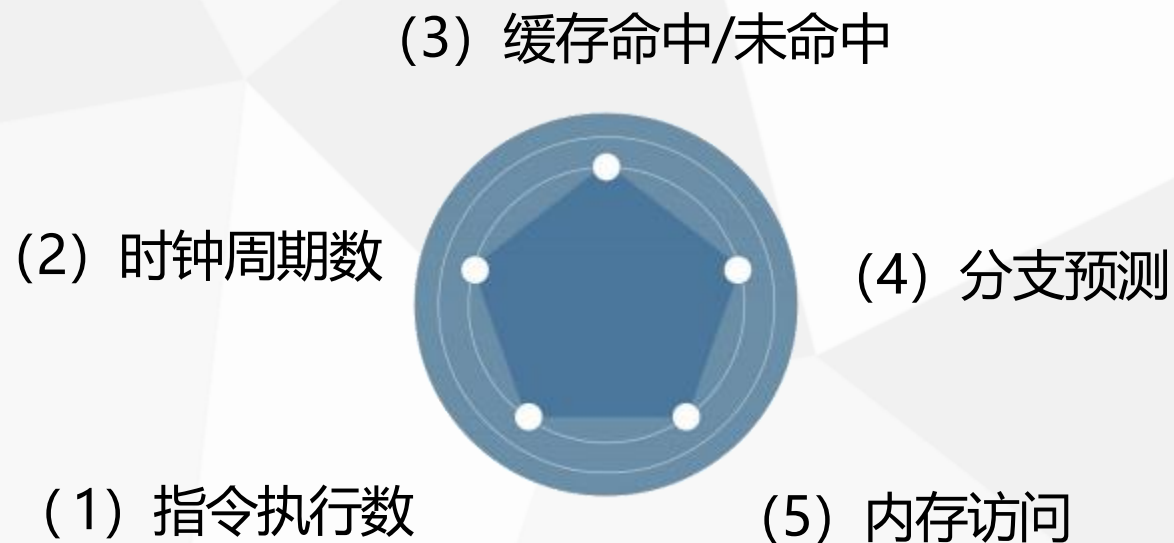 （3）缓存命中/未命中
（2）时钟周期数
（4）分支预测
（1）指令执行数
（5）内存访问